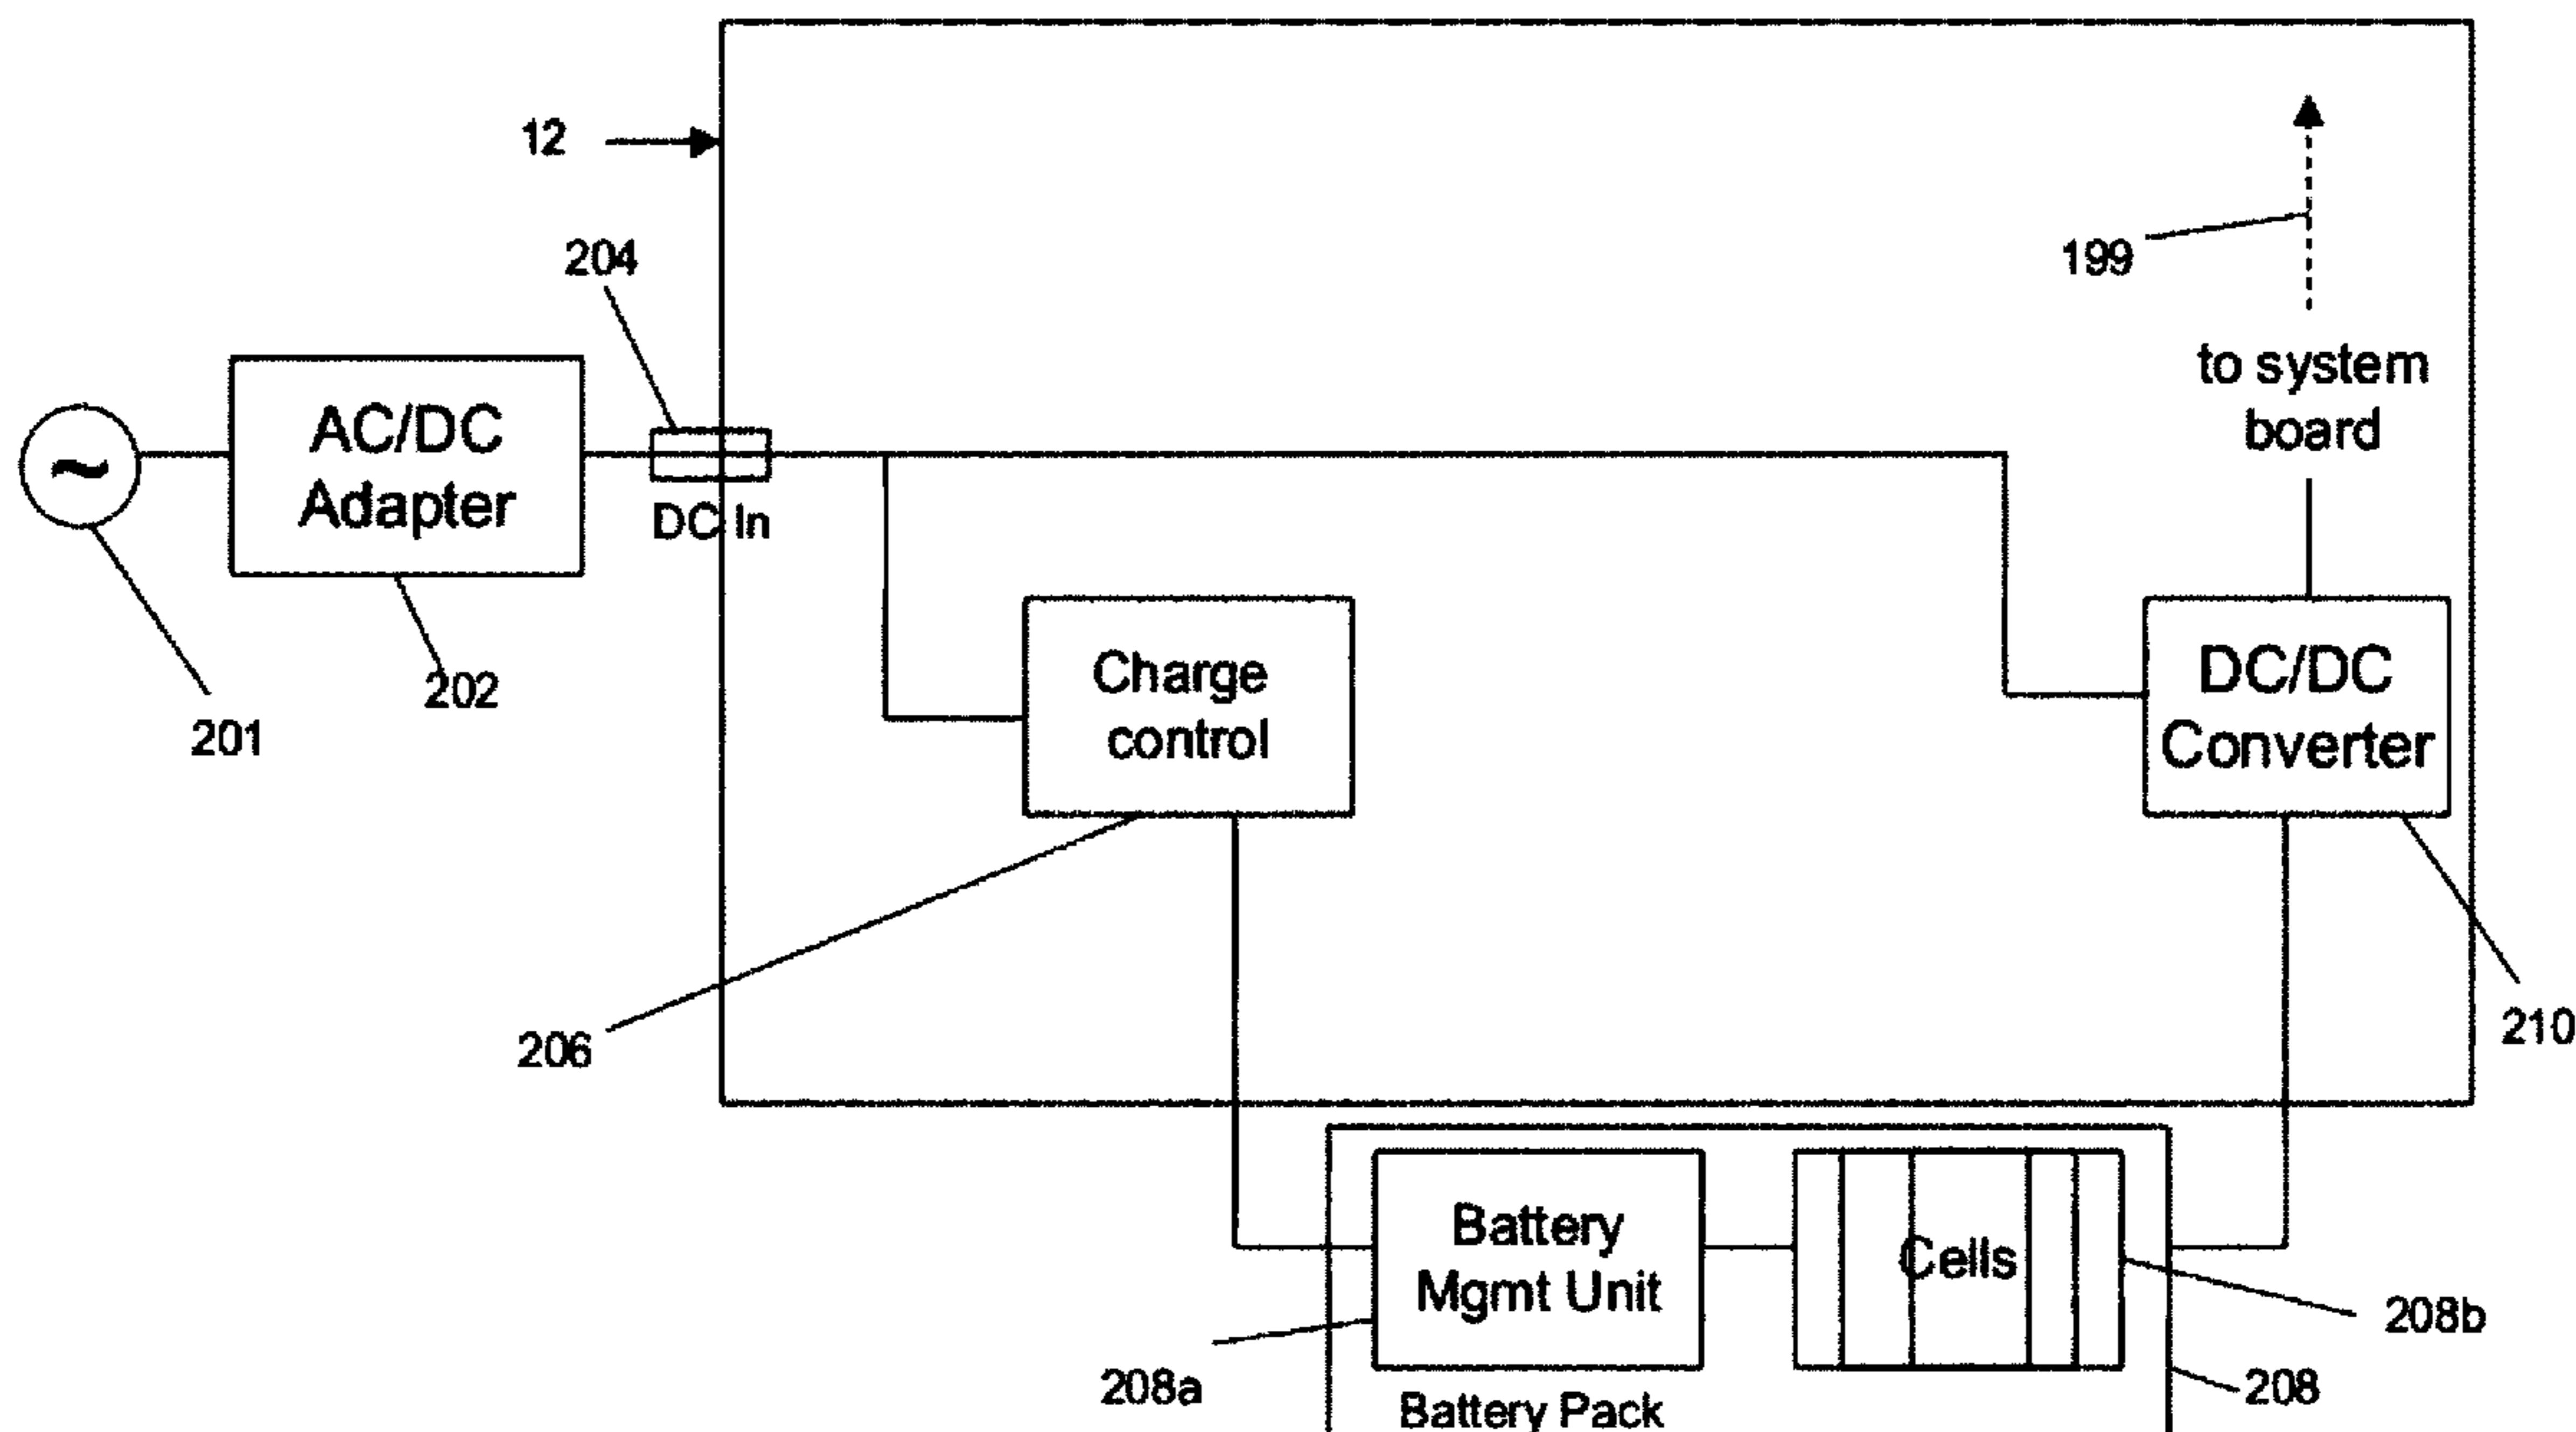 12
204
199
to system
board
~
AC/DC
Adapter
DC In
201
202
Charge
control
DC/DC
Converter
206
210
Battery
Mgmt Unit
Cells
208a
208b
208
Battery Pack